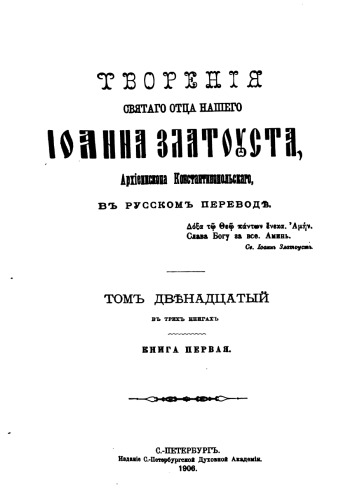 ТВОРЕНІЯ
СВЯТАГО ОТЦА НАШЕГО
ІОАННА ЗЛАТОꙊСТА,
Архіепископа Константинопольскаго,
ВЪ РУССКОМЪ ПЕРЕВОДѢ.
Δόξα τῷ Θεῷ πάντων ἕνεκα. Ἀμήν.
Слава Богу за все. Аминь.
Св. Іоаннъ Златоустъ.
ТОМЪ ДВѢНАДЦАТЫЙ
ВЪ ТРЕХЪ КНИГАХЪ
КНИГА ПЕРВАЯ.
С.-ПЕТЕРБУРГЪ.
Изданіе С.-Петербургской Духовной Академіи.
1906.